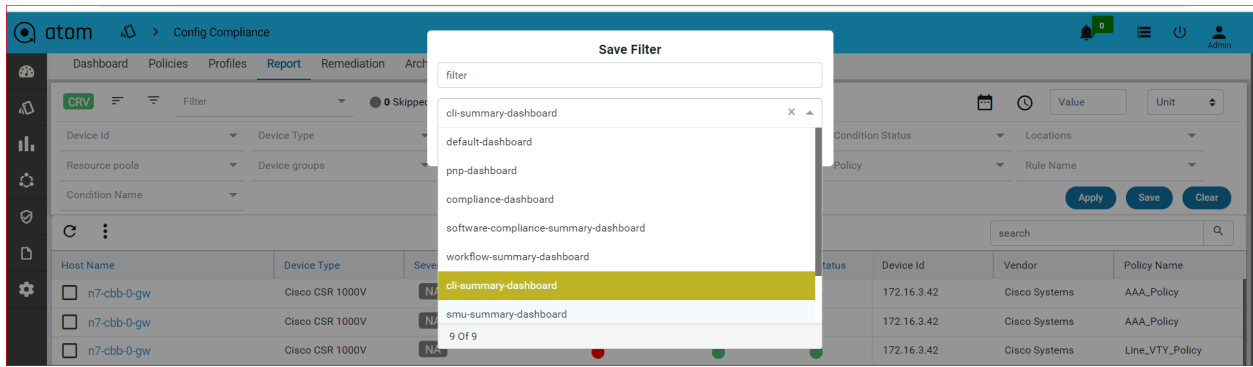 atom > Config Compliance 0
Admin
Save Filter
Dashboard Policies Profiles Report Remediation Arch
filter
CRV Filter 0 Skipped Value Unit
cli-summary-dashboard
Device Id Device Type Condition Status Locations
default-dashboard
Resource pools Device groups Policy Rule Name
pnp-dashboard
Condition Name Apply Save Clear
compliance-dashboard
software-compliance-summary-dashboard
search
workflow-summary-dashboard
Host Name Device Type Seve tatus Device Id Vendor Policy Name
cli-summary-dashboard
n7-cbb-0-gw Cisco CSR 1000V NA 172.16.3.42 Cisco Systems AAA_Policy
smu-summary-dashboard
n7-cbb-0-gw Cisco CSR 1000V NA 172.16.3.42 Cisco Systems AAA_Policy
9 Of 9
n7-cbb-0-gw Cisco CSR 1000V NA 172.16.3.42 Cisco Systems Line_VTY_Policy